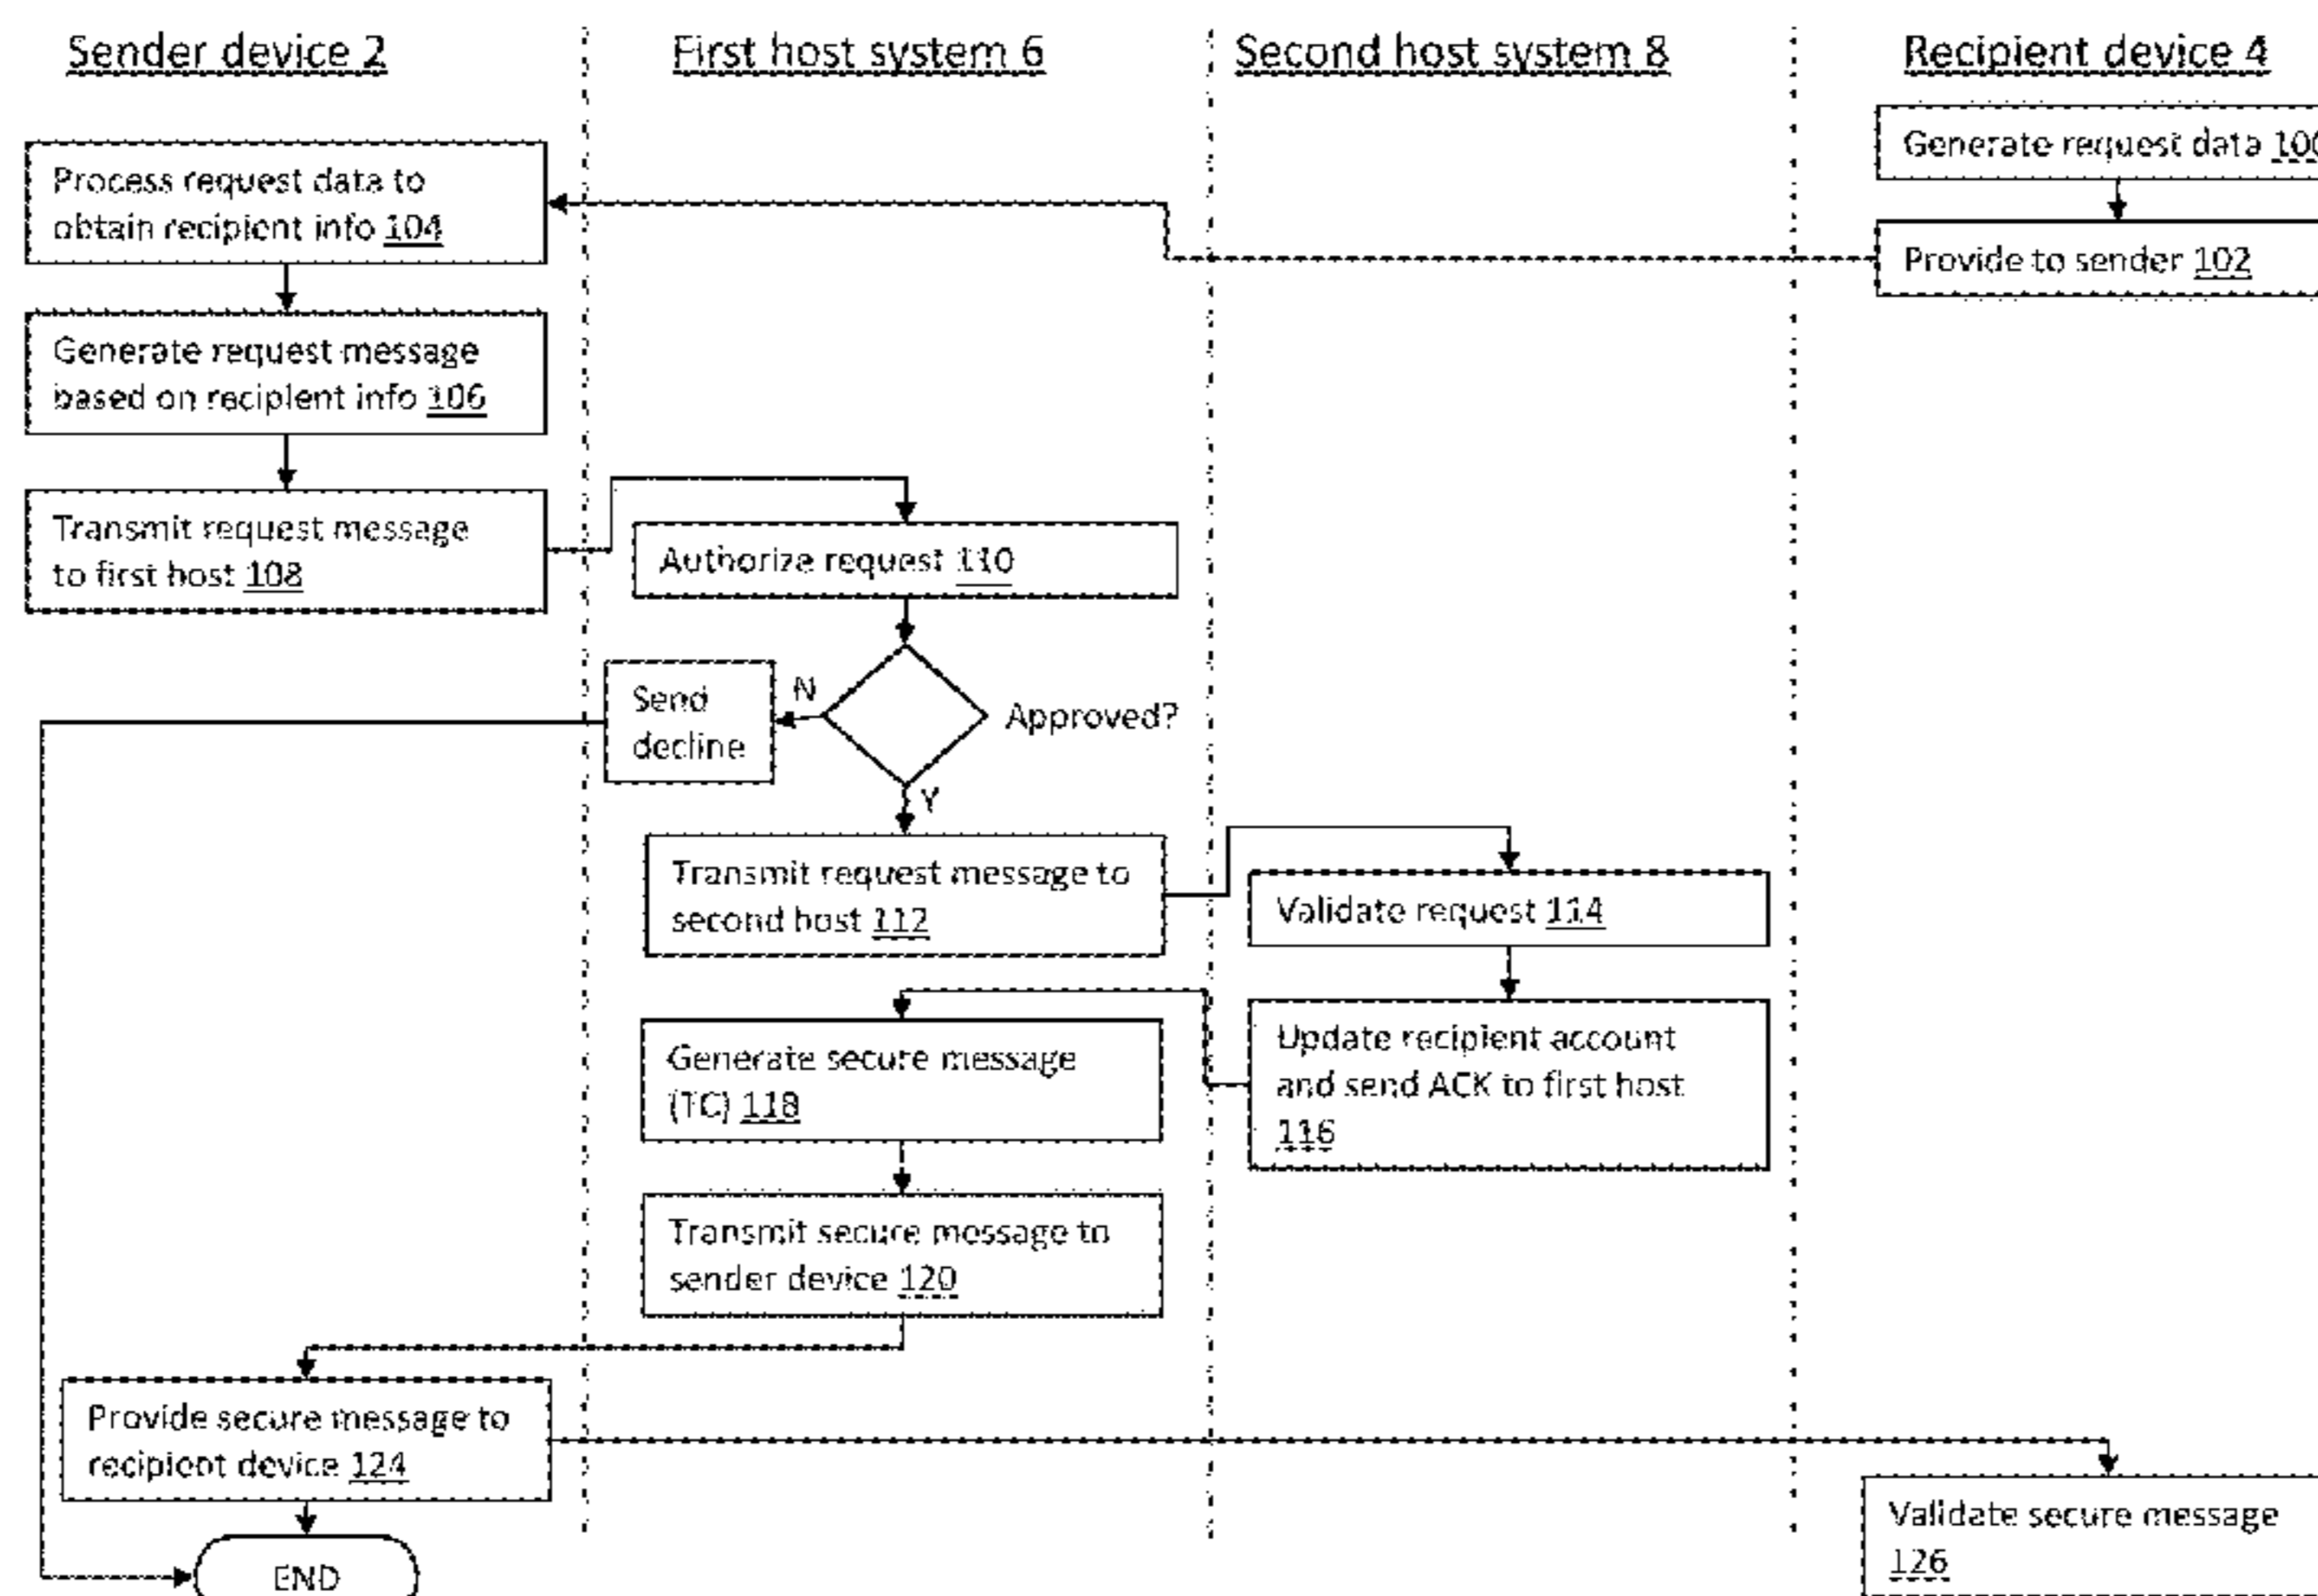 Sender device 2
First host system 6
Second host system 8
Recipient device 4
Generate request data
Provide to sender 102
Process request data to
obtain recipient info 104
Generate request message
based on recipient info 106
Transmit request message
to first host 108
Authorize request 110
Approved?
N
Send
decline
Y
Transmit request message to
second host 112
Validate request 114
Update recipient account
and send ACK to first host
116
Generate secure message
(TC) 118
Transmit secure message to
sender device 120
Provide secure message to
recipient device 124
Validate secure message
126
END